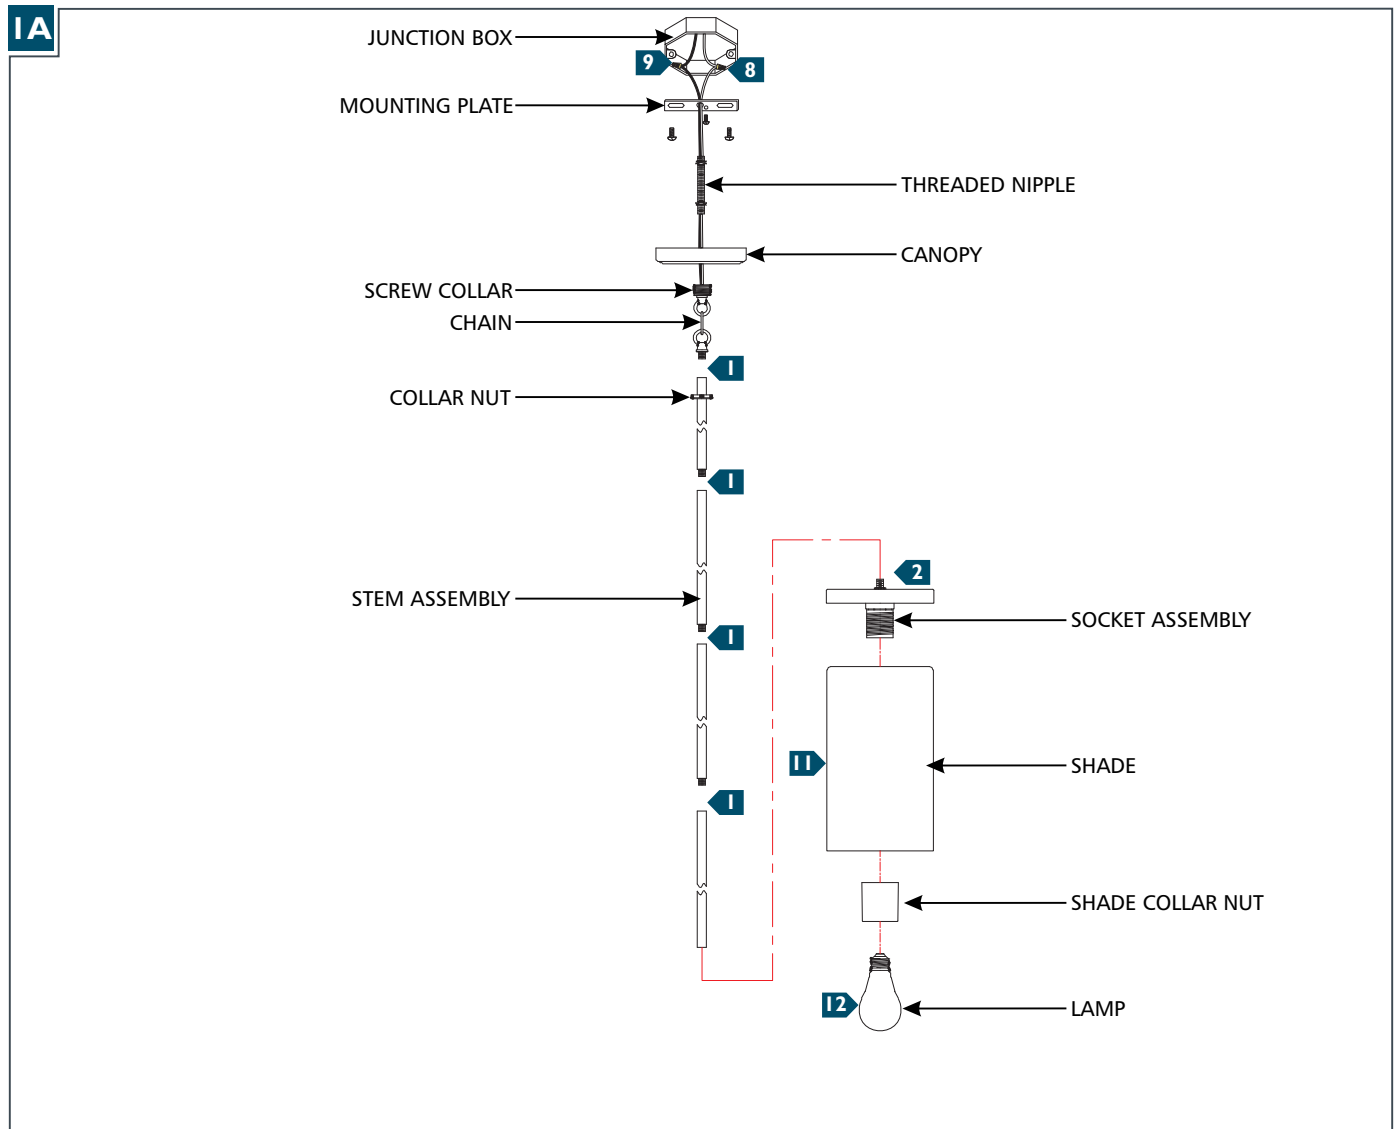 1A
JUNCTION BOX
9
8
MOUNTING PLATE
THREADED NIPPLE
CANOPY
SCREW COLLAR
CHAIN
1
COLLAR NUT
1
2
STEM ASSEMBLY
SOCKET ASSEMBLY
1
11
SHADE
1
SHADE COLLAR NUT
12
LAMP